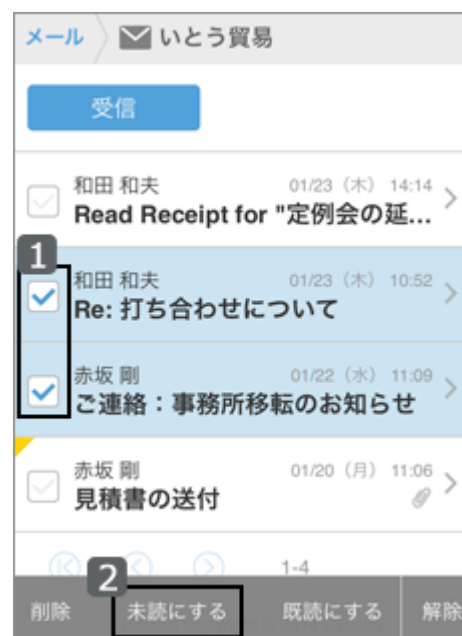 メール いとう貿易
受信
和田 和夫 01/23（木） 14:14
Read Receipt for "定例会の延...
1
和田 和夫 01/23（木） 10:52
Re: 打ち合わせについて
赤坂 剛 01/22（水） 11:09
ご連絡：事務所移転のお知らせ
赤坂 剛 01/20（月） 11:06
見積書の送付
1-4
2
削除 未読にする 既読にする 解除